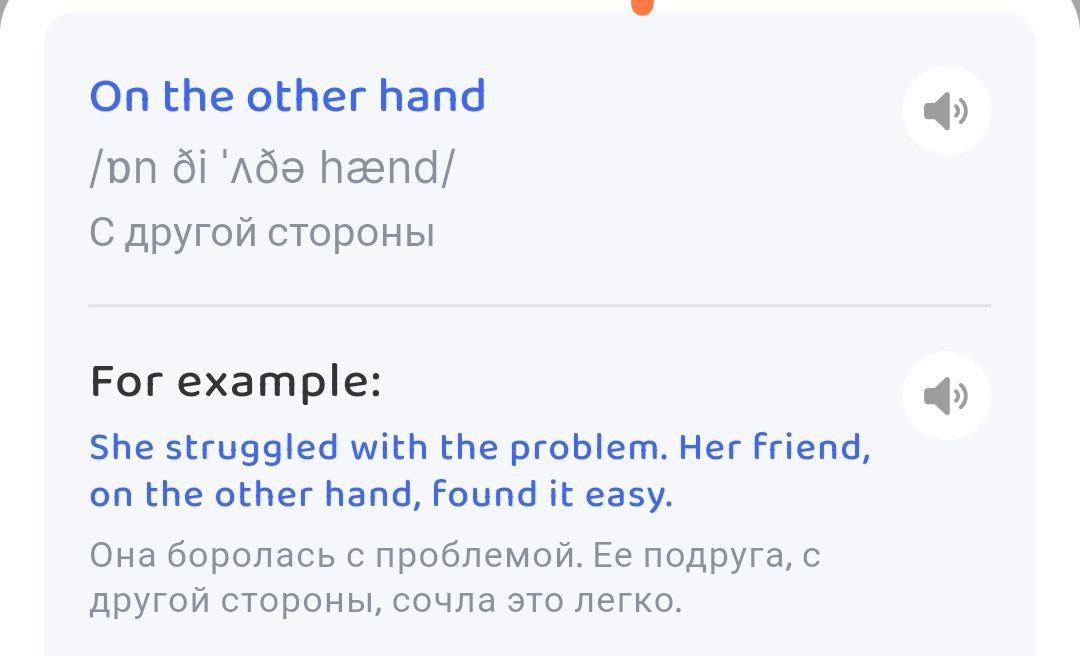 On the other hand
/ɒn ði ˈʌðə hænd/
С другой стороны
For example:
She struggled with the problem. Her friend,
on the other hand, found it easy.
Она боролась с проблемой. Ее подруга, с
другой стороны, сочла это легко.